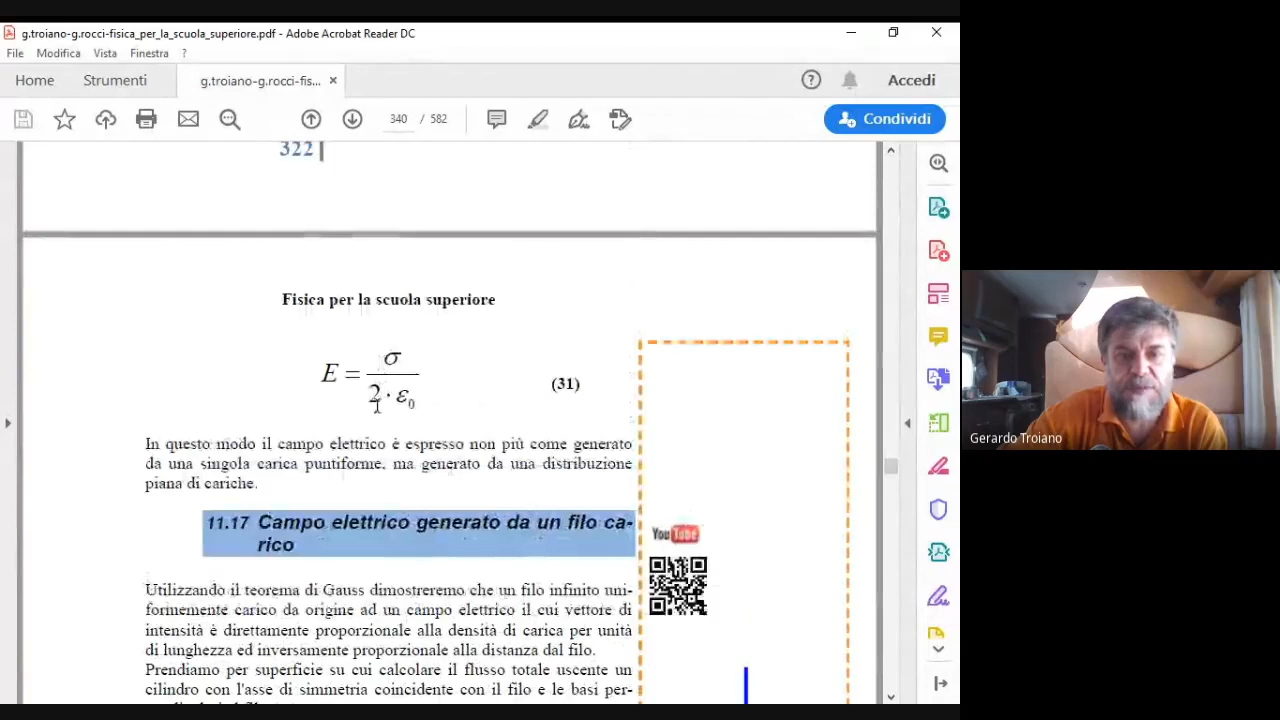 g.troiano-g.rocci-fisica_per_la_scuola_superiore.pdf - Adobe Acrobat Reader DC
File Modifica Vista Finestra ?
Home Strumenti g.troiano-g.rocci-fis... × Accedi
340 / 582 Condividi
322
Fisica per la scuola superiore
E = σ / 2 · ε0 (31)
In questo modo il campo elettrico è espresso non più come generato
da una singola carica puntiforme, ma generato da una distribuzione
piana di cariche.
11.17 Campo elettrico generato da un filo ca-
rico
YouTube
Utilizzando il teorema di Gauss dimostreremo che un filo infinito uni-
formemente carico da origine ad un campo elettrico il cui vettore di
intensità è direttamente proporzionale alla densità di carica per unità
di lunghezza ed inversamente proporzionale alla distanza dal filo.
Prendiamo per superficie su cui calcolare il flusso totale uscente un
cilindro con l'asse di simmetria coincidente con il filo e le basi per-
Gerardo Troiano